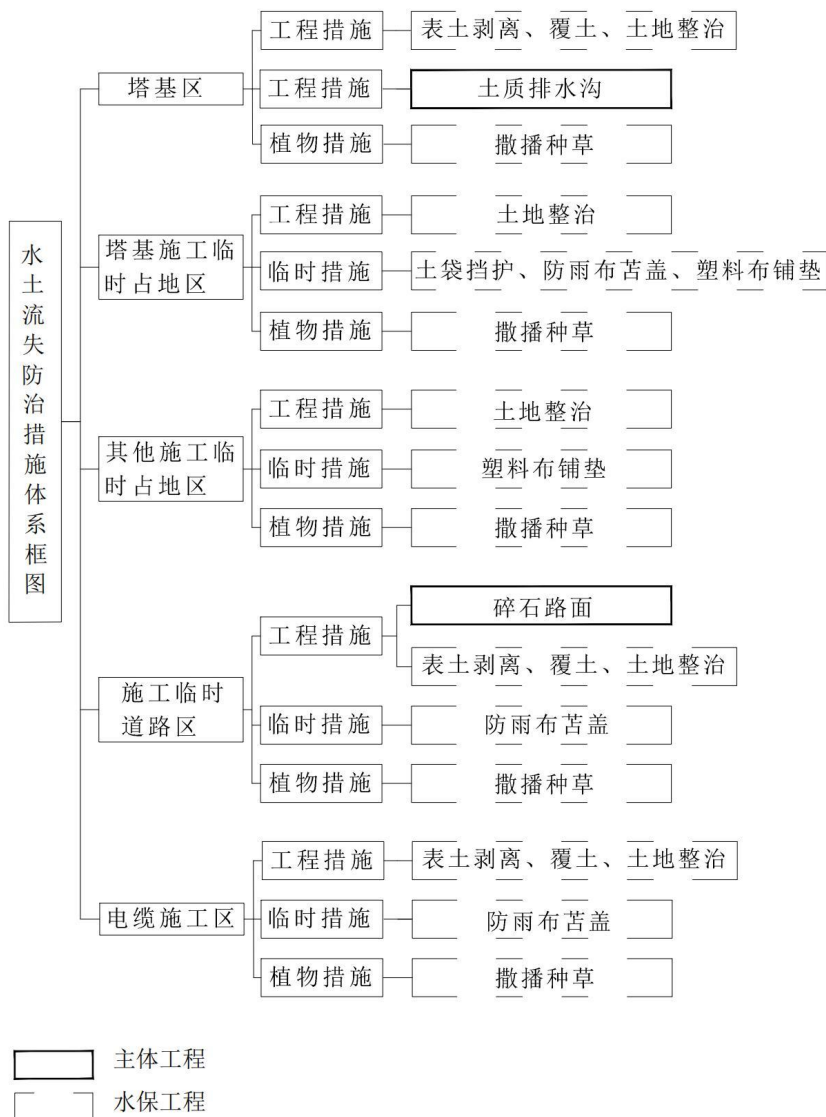 水土流失防治措施体系框图
塔基区
工程措施
表土剥离、覆土、土地整治
工程措施
土质排水沟
植物措施
撒播种草
塔基施工临
时占地区
工程措施
土地整治
临时措施
土袋挡护、防雨布苫盖、塑料布铺垫
植物措施
撒播种草
其他施工临
时占地区
工程措施
土地整治
临时措施
塑料布铺垫
植物措施
撒播种草
施工临时
道路区
工程措施
碎石路面
表土剥离、覆土、土地整治
临时措施
防雨布苫盖
植物措施
撒播种草
电缆施工区
工程措施
表土剥离、覆土、土地整治
临时措施
防雨布苫盖
植物措施
撒播种草
主体工程
水保工程